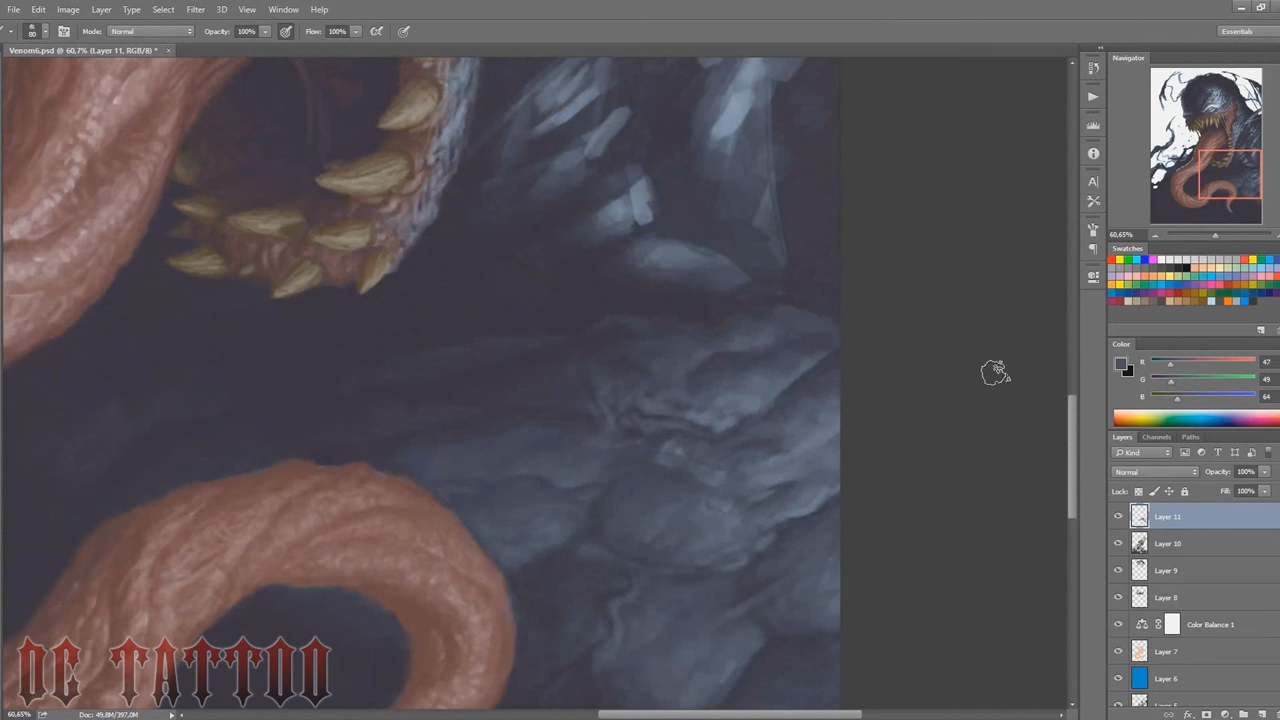 File Edit Image Layer Type Select Filter 3D View Window Help
80 Mode: Normal Opacity: 100% Flow: 100% Essentials
Venom6.psd @ 60,7% (Layer 11, RGB/8) * ×
Navigator
60,65%
Swatches
Color
R 47
G 49
B 64
Layers Channels Paths
Kind
Normal Opacity: 100%
Lock: Fill: 100%
Layer 11
Layer 10
Layer 9
Layer 8
Color Balance 1
Layer 7
Layer 6
OG TATTOO
60,65% Doc: 49,8M/397,0M